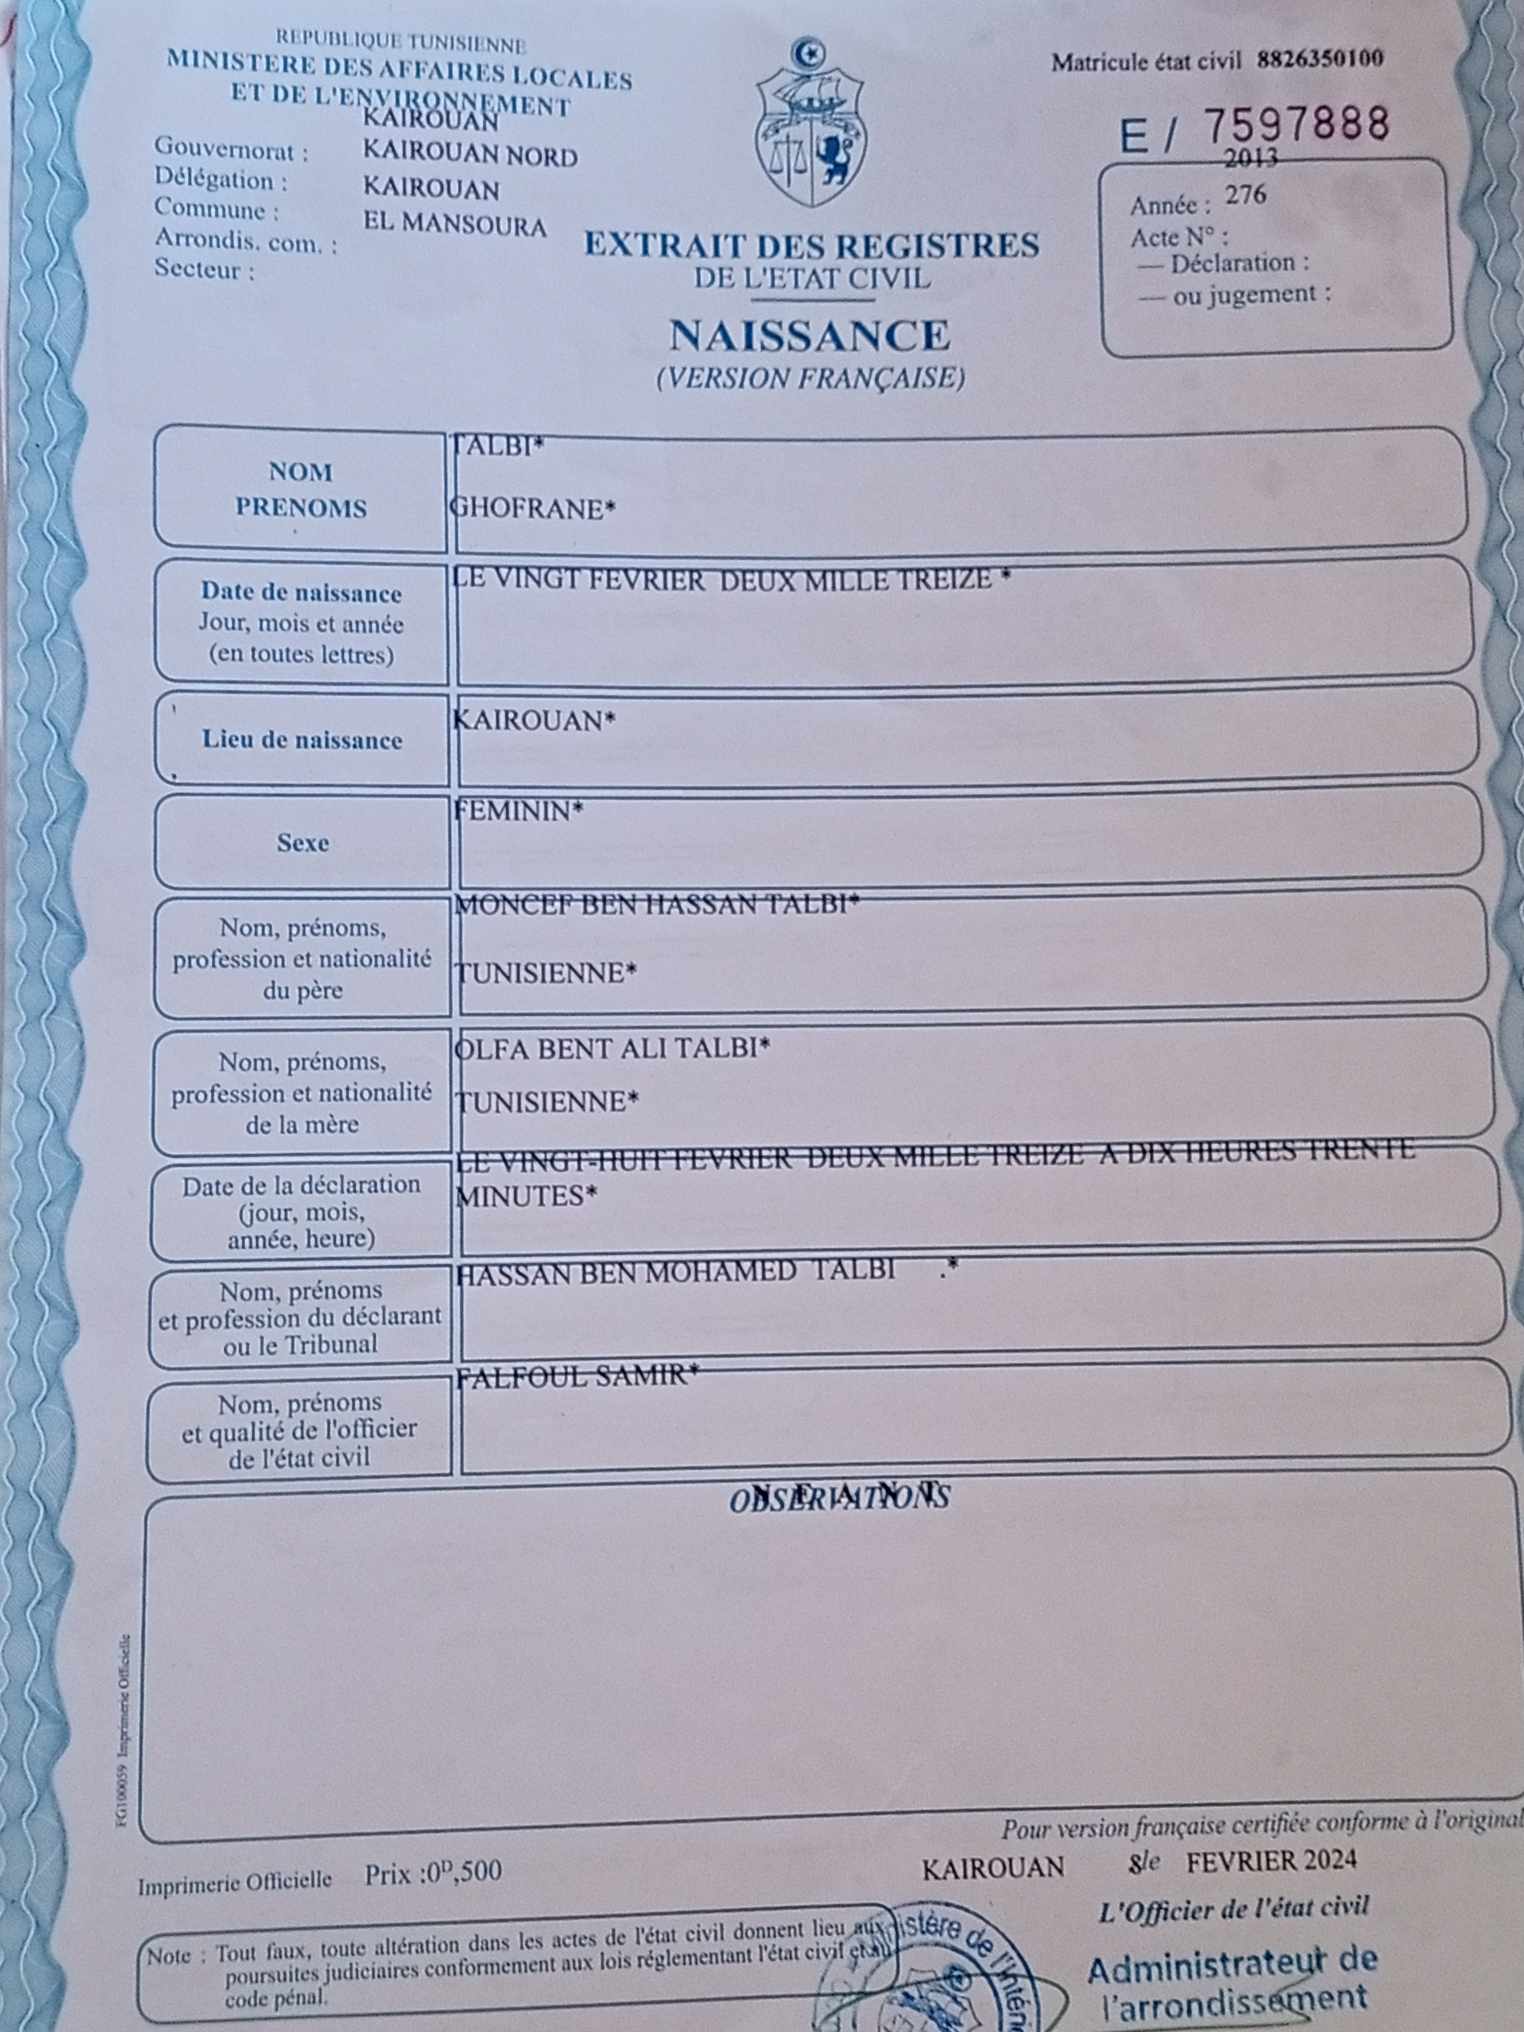 REPUBLIQUE TUNISIENNE
MINISTERE DES AFFAIRES LOCALES
ET DE L'ENVIRONNEMENT
KAIROUAN
Gouvernorat : KAIROUAN NORD
Délégation : KAIROUAN
Commune : EL MANSOURA
Arrondis. com. :
Secteur :
Matricule état civil 8826350100
E / 7597888
2013
Année : 276
Acte N° :
— Déclaration :
— ou jugement :
EXTRAIT DES REGISTRES
DE L'ETAT CIVIL
NAISSANCE
(VERSION FRANÇAISE)
NOM
PRENOMS
TALBI*
GHOFRANE*
Date de naissance
Jour, mois et année
(en toutes lettres)
LE VINGT FEVRIER DEUX MILLE TREIZE *
Lieu de naissance
KAIROUAN*
Sexe
FEMININ*
Nom, prénoms,
profession et nationalité
du père
MONCEF BEN HASSAN TALBI*
TUNISIENNE*
Nom, prénoms,
profession et nationalité
de la mère
OLFA BENT ALI TALBI*
TUNISIENNE*
Date de la déclaration
(jour, mois,
année, heure)
LE VINGT-HUIT FEVRIER DEUX MILLE TREIZE A DIX HEURES TRENTE
MINUTES*
Nom, prénoms
et profession du déclarant
ou le Tribunal
HASSAN BEN MOHAMED TALBI .*
Nom, prénoms
et qualité de l'officier
de l'état civil
FALFOUL SAMIR*
OBSERVATIONS
N E A N T
FG100059 Imprimerie Officielle
Pour version française certifiée conforme à l'original
Imprimerie Officielle Prix :0ᴰ,500
KAIROUAN 8 le FEVRIER 2024
L'Officier de l'état civil
Administrateur de
l'arrondissement
Note : Tout faux, toute altération dans les actes de l'état civil donnent lieu aux
poursuites judiciaires conformement aux lois réglementant l'état civil et au
code pénal.